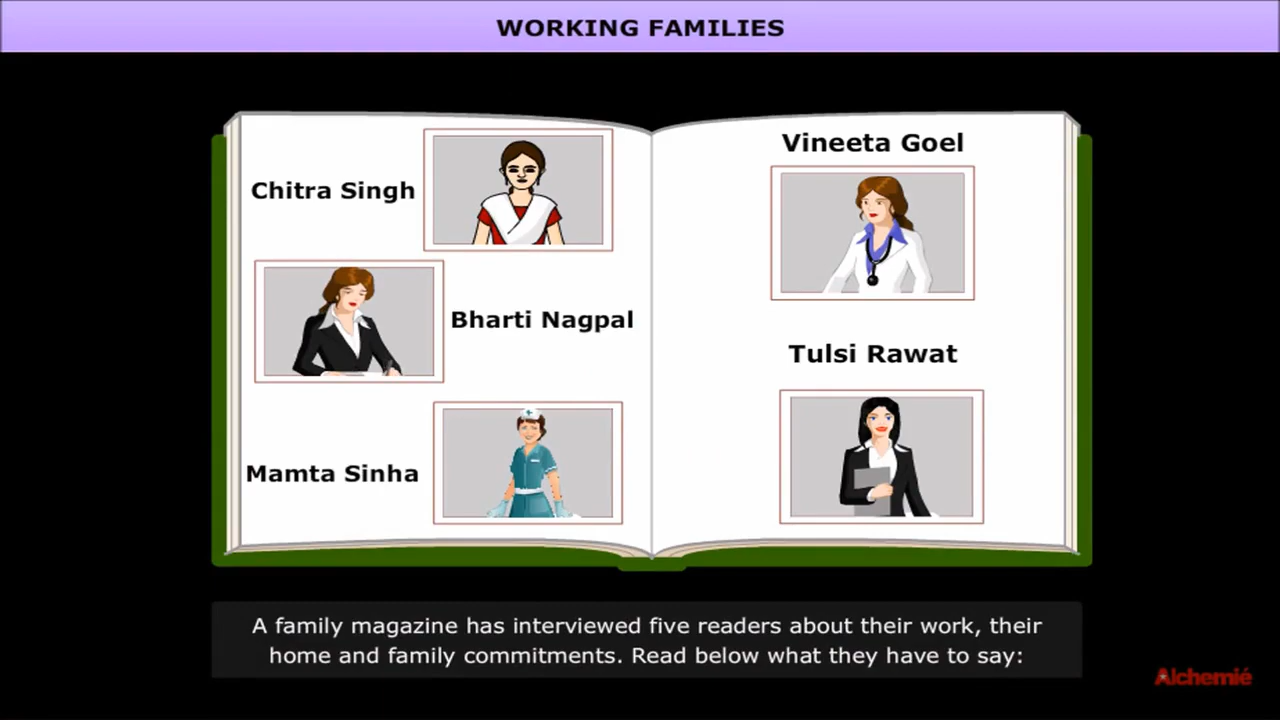 WORKING FAMILIES
Chitra Singh
Bharti Nagpal
Mamta Sinha
Vineeta Goel
Tulsi Rawat
A family magazine has interviewed five readers about their work, their
home and family commitments. Read below what they have to say:
Alchemié